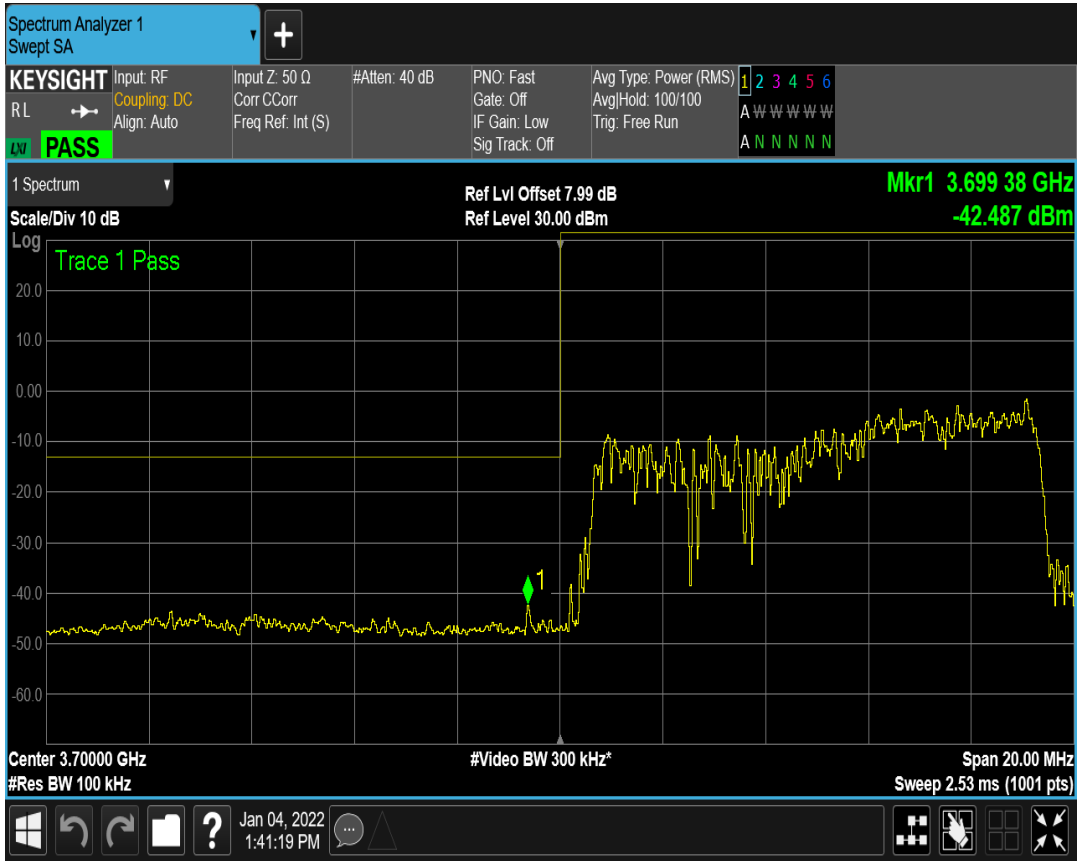 Spectrum Analyzer 1
Swept SA
+
KEYSIGHT
R L
LXI
PASS
Input: RF
Coupling: DC
Align: Auto
Input Z: 50 Ω
Corr CCorr
Freq Ref: Int (S)
#Atten: 40 dB
PNO: Fast
Gate: Off
IF Gain: Low
Sig Track: Off
Avg Type: Power (RMS)
Avg|Hold: 100/100
Trig: Free Run
1 2 3 4 5 6
A W W W W W
A N N N N N
1 Spectrum
Scale/Div 10 dB
Ref Lvl Offset 7.99 dB
Ref Level 30.00 dBm
Mkr1 3.699 38 GHz
-42.487 dBm
Log
Trace 1 Pass
20.0
10.0
0.00
-10.0
-20.0
-30.0
-40.0
-50.0
-60.0
1
Center 3.70000 GHz
#Res BW 100 kHz
#Video BW 300 kHz*
Span 20.00 MHz
Sweep 2.53 ms (1001 pts)
?
Jan 04, 2022
1:41:19 PM